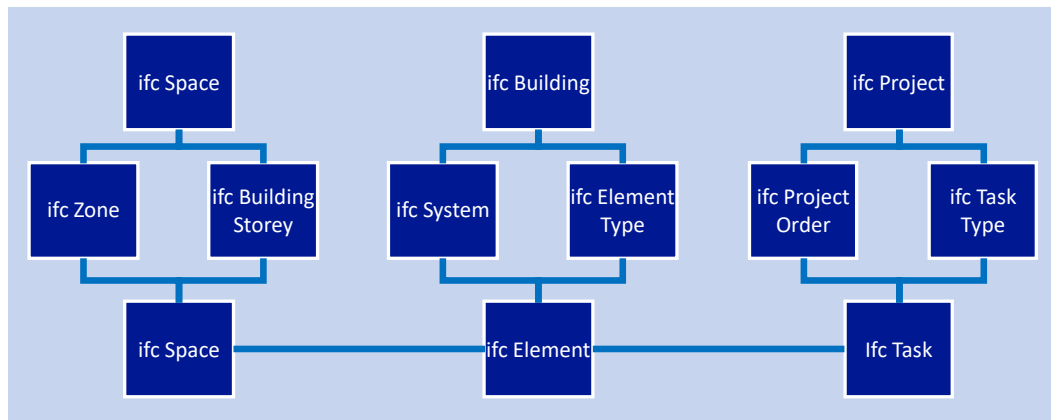 ifc Space
ifc Building
ifc Project
ifc Zone
ifc Building
Storey
ifc System
ifc Element
Type
ifc Project
Order
ifc Task
Type
ifc Space
ifc Element
Ifc Task